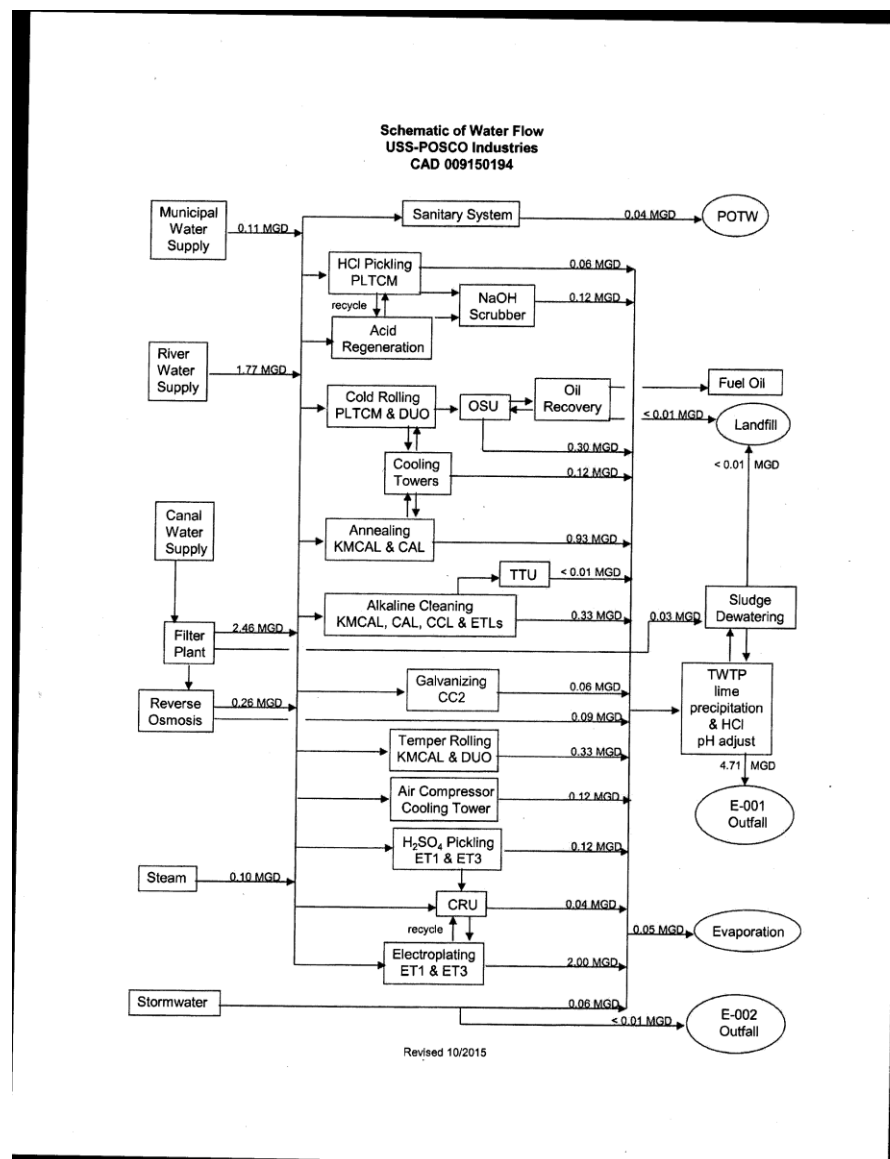 Schematic of Water Flow
USS-POSCO Industries
CAD 009150194
Municipal
Water
Supply
0.11 MGD
Sanitary System
0.04 MGD
POTW
HCl Pickling
PLTCM
0.06 MGD
recycle
NaOH
Scrubber
0.12 MGD
Acid
Regeneration
River
Water
Supply
1.77 MGD
Cold Rolling
PLTCM & DUO
OSU
Oil
Recovery
Fuel Oil
< 0.01 MGD
Landfill
0.30 MGD
Cooling
Towers
0.12 MGD
< 0.01 MGD
Canal
Water
Supply
Annealing
KMCAL & CAL
0.93 MGD
TTU
< 0.01 MGD
Alkaline Cleaning
KMCAL, CAL, CCL & ETLs
0.33 MGD
0.03 MGD
Sludge
Dewatering
Filter
Plant
2.46 MGD
Galvanizing
CC2
0.06 MGD
Reverse
Osmosis
0.26 MGD
0.09 MGD
TWTP
lime
precipitation
& HCl
pH adjust
Temper Rolling
KMCAL & DUO
0.33 MGD
4.71 MGD
Air Compressor
Cooling Tower
0.12 MGD
E-001
Outfall
H₂SO₄ Pickling
ET1 & ET3
0.12 MGD
Steam
0.10 MGD
CRU
0.04 MGD
recycle
0.05 MGD
Evaporation
Electroplating
ET1 & ET3
2.00 MGD
Stormwater
0.06 MGD
< 0.01 MGD
E-002
Outfall
Revised 10/2015